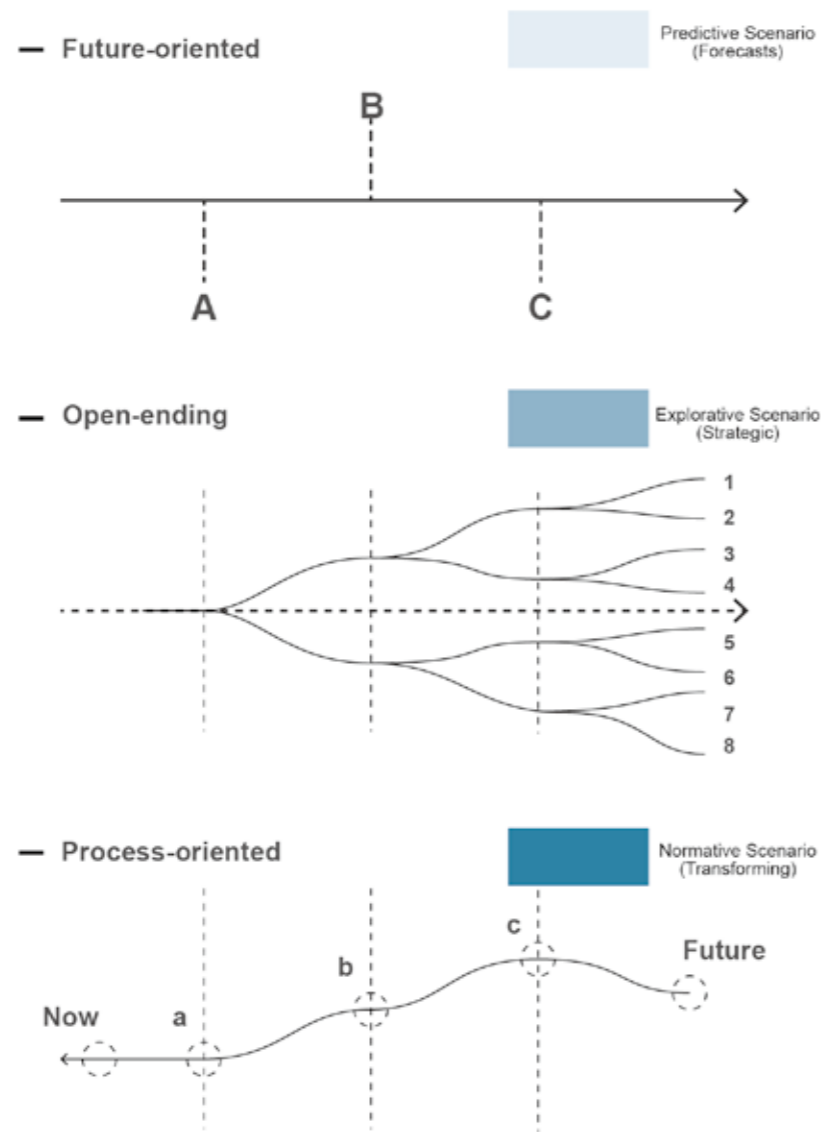 Future-oriented
Predictive Scenario
(Forecasts)
B
A
C
Open-ending
Explorative Scenario
(Strategic)
1
2
3
4
5
6
7
8
Process-oriented
Normative Scenario
(Transforming)
c
Future
b
Now
a